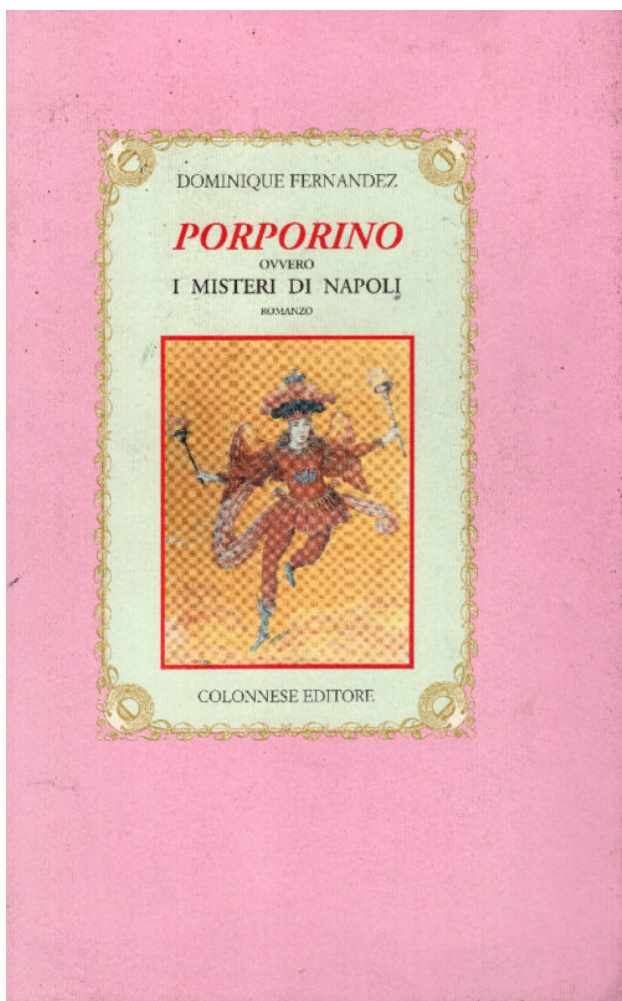 DOMINIQUE FERNANDEZ
PORPORINO
OVVERO
I MISTERI DI NAPOLI
ROMANZO
COLONNESE EDITORE